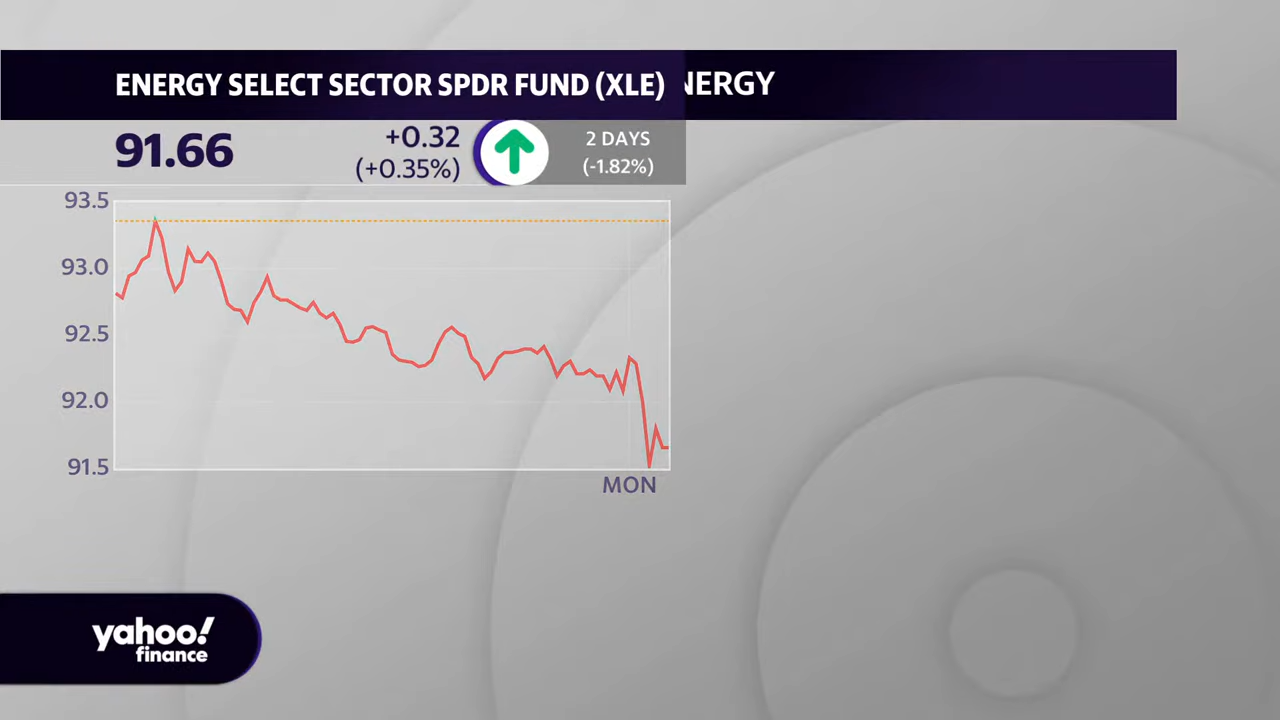 ENERGY SELECT SECTOR SPDR FUND (XLE)
NERGY
91.66
+0.32
(+0.35%)
2 DAYS
(-1.82%)
93.5
93.0
92.5
92.0
91.5
MON
yahoo!
finance